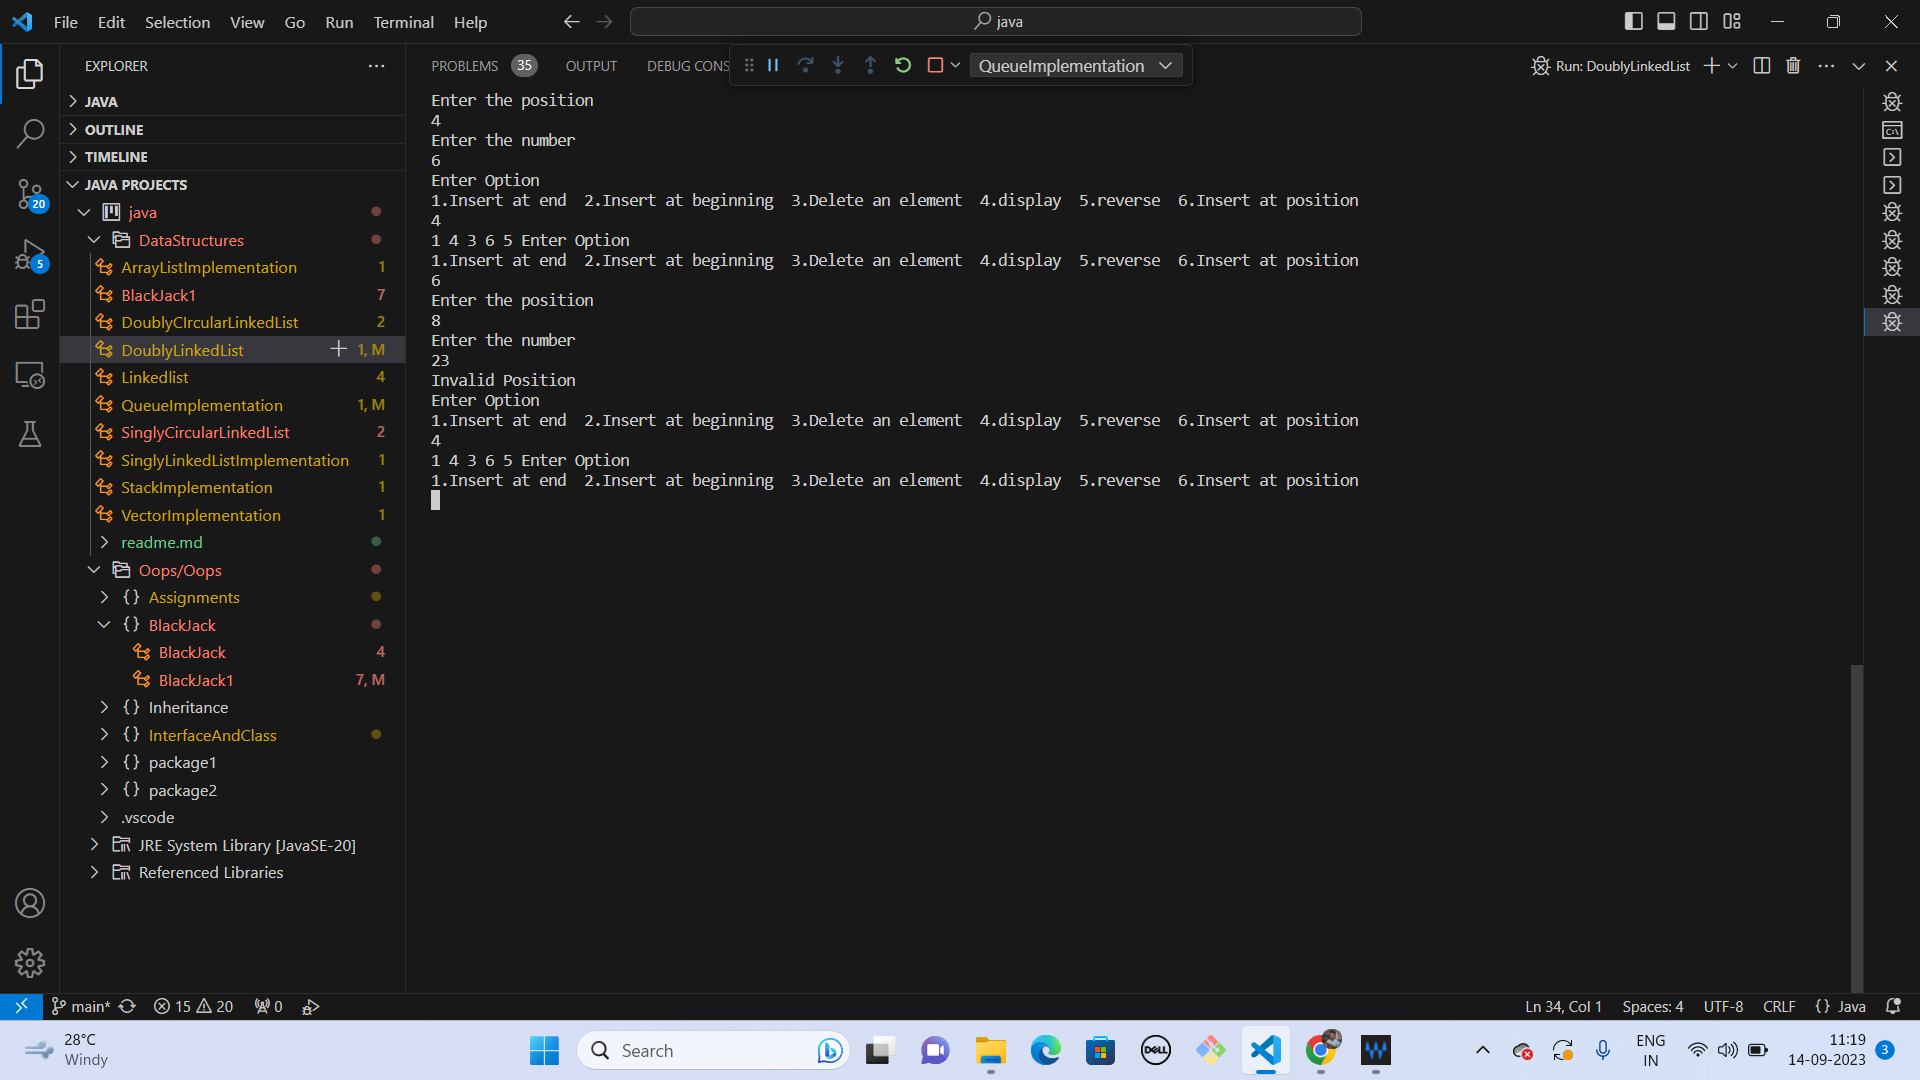 File Edit Selection View Go Run Terminal Help
java
EXPLORER
PROBLEMS 35 OUTPUT DEBUG CONS
QueueImplementation
Run: DoublyLinkedList
JAVA
OUTLINE
TIMELINE
JAVA PROJECTS
java
DataStructures
ArrayListImplementation 1
BlackJack1 7
DoublyCIrcularLinkedList 2
DoublyLinkedList 1, M
Linkedlist 4
QueueImplementation 1, M
SinglyCircularLinkedList 2
SinglyLinkedListImplementation 1
StackImplementation 1
VectorImplementation 1
readme.md
Oops/Oops
{} Assignments
{} BlackJack
BlackJack 4
BlackJack1 7, M
{} Inheritance
{} InterfaceAndClass
{} package1
{} package2
.vscode
JRE System Library [JavaSE-20]
Referenced Libraries
20
5
Enter the position
4
Enter the number
6
Enter Option
1.Insert at end 2.Insert at beginning 3.Delete an element 4.display 5.reverse 6.Insert at position
4
1 4 3 6 5 Enter Option
1.Insert at end 2.Insert at beginning 3.Delete an element 4.display 5.reverse 6.Insert at position
6
Enter the position
8
Enter the number
23
Invalid Position
Enter Option
1.Insert at end 2.Insert at beginning 3.Delete an element 4.display 5.reverse 6.Insert at position
4
1 4 3 6 5 Enter Option
1.Insert at end 2.Insert at beginning 3.Delete an element 4.display 5.reverse 6.Insert at position
main* 15 20 0
Ln 34, Col 1 Spaces: 4 UTF-8 CRLF {} Java
28°C
Windy
Search
DELL
ENG
IN
11:19
14-09-2023
3